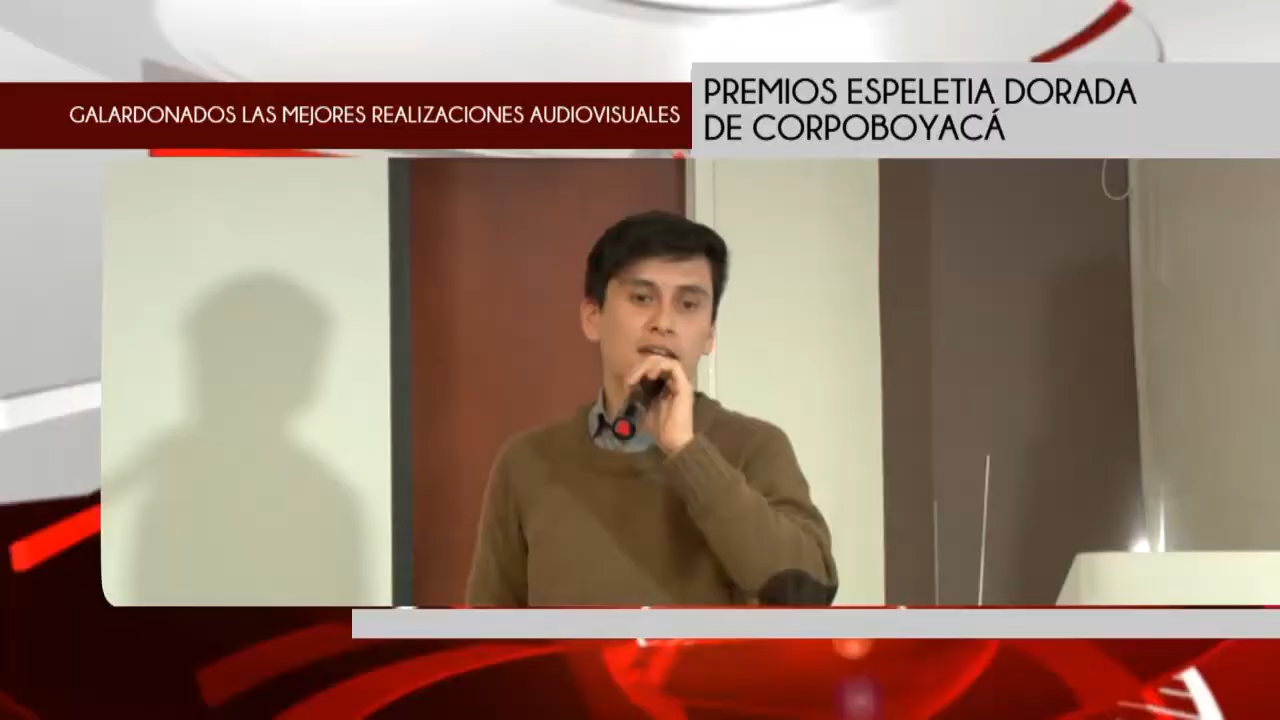 GALARDONADOS LAS MEJORES REALIZACIONES AUDIOVISUALES
PREMIOS ESPELETIA DORADA
DE CORPOBOYACÁ